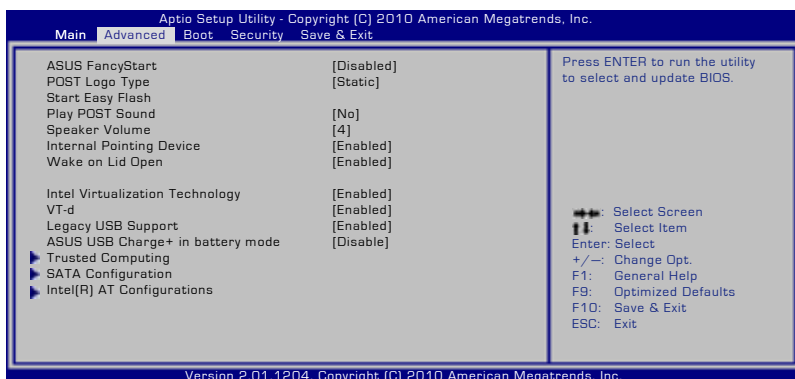 Aptio Setup Utility - Copyright (C) 2010 American Megatrends, Inc.
Main Advanced Boot Security Save & Exit
ASUS FancyStart [Disabled]
POST Logo Type [Static]
Start Easy Flash
Play POST Sound [No]
Speaker Volume [4]
Internal Pointing Device [Enabled]
Wake on Lid Open [Enabled]
Intel Virtualization Technology [Enabled]
VT-d [Enabled]
Legacy USB Support [Enabled]
ASUS USB Charge+ in battery mode [Disable]
Trusted Computing
SATA Configuration
Intel(R) AT Configurations
Press ENTER to run the utility
to select and update BIOS.
→←: Select Screen
↑↓: Select Item
Enter: Select
+/—: Change Opt.
F1: General Help
F9: Optimized Defaults
F10: Save & Exit
ESC: Exit
Version 2.01.1204. Copyright (C) 2010 American Megatrends, Inc.